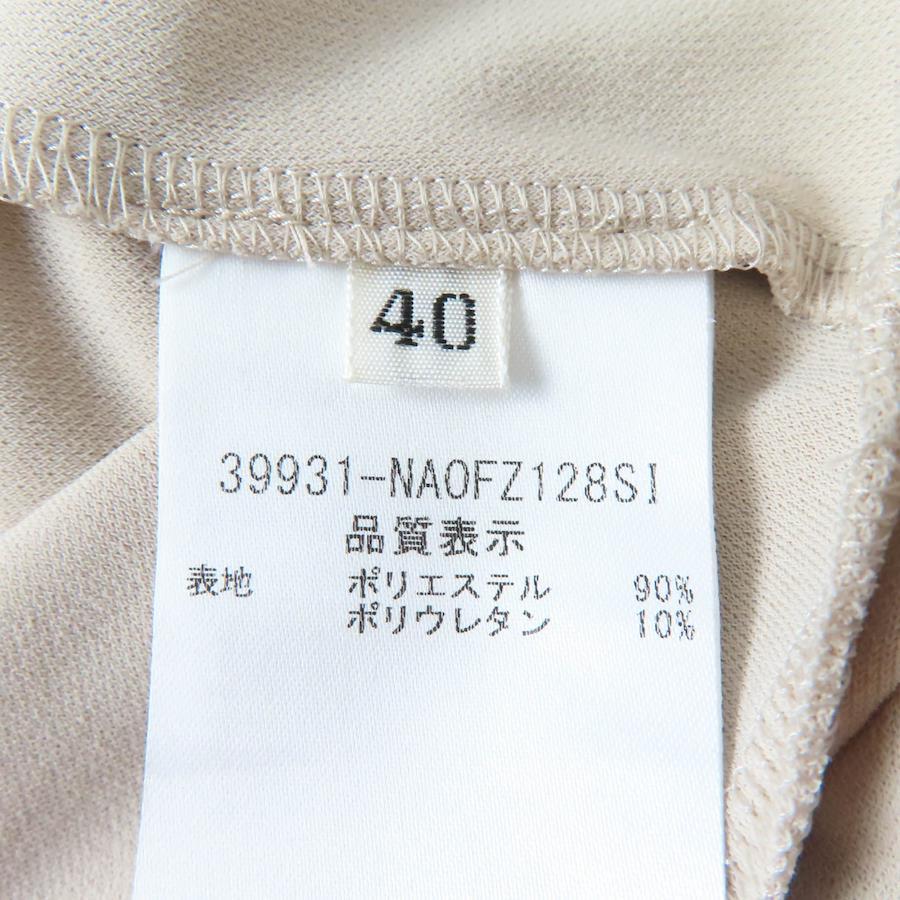 40
39931-NAOFZ128SI
品質表示
表地 ポリエステル 90%
ポリウレタン 10%